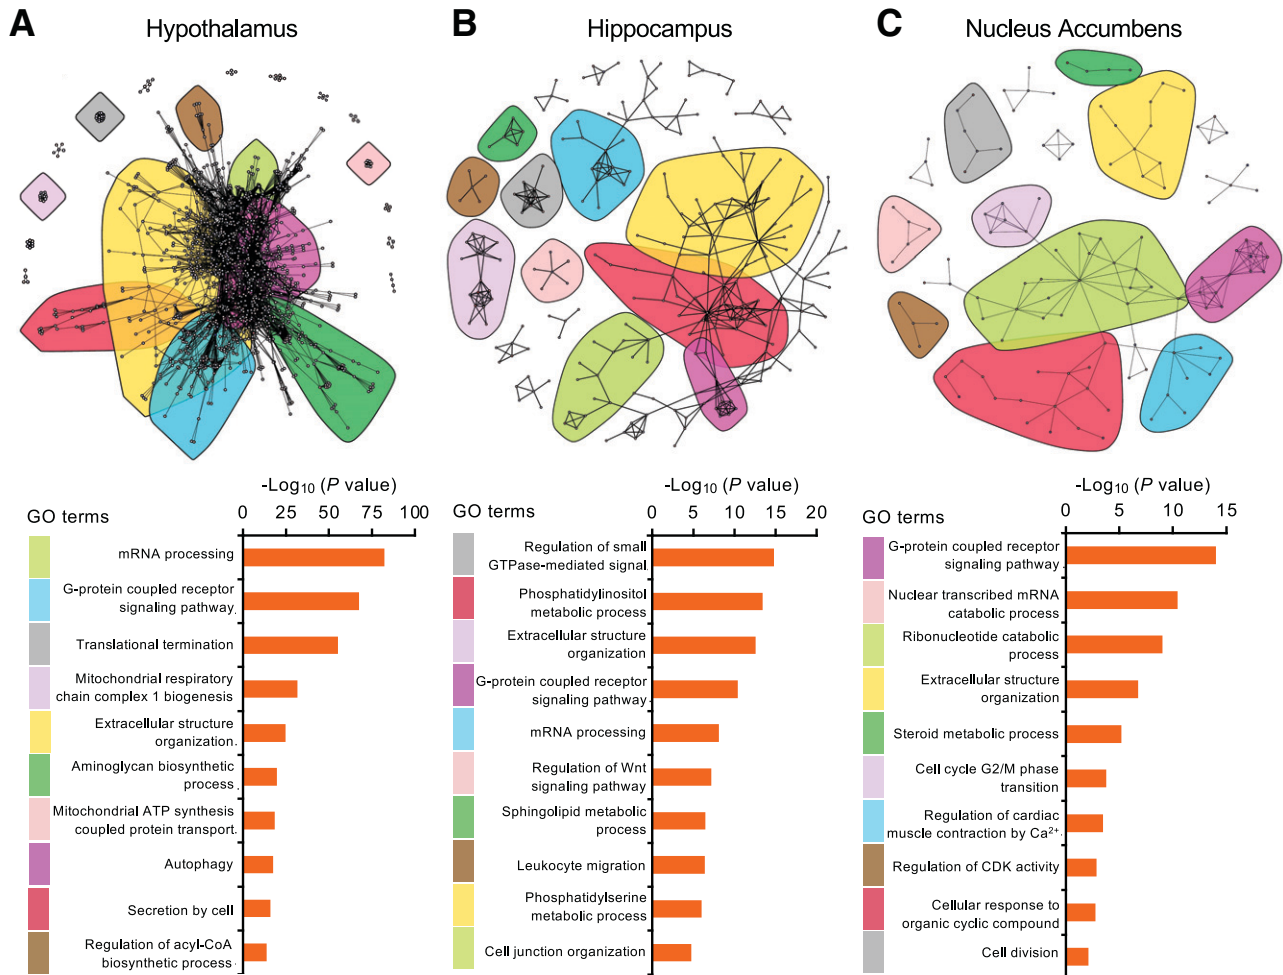 A
Hypothalamus
B
Hippocampus
C
Nucleus Accumbens
-Log10 (P value)
GO terms
0 25 50 75 100
mRNA processing
G-protein coupled receptor
signaling pathway.
Translational termination
Mitochondrial respiratory
chain complex 1 biogenesis
Extracellular structure
organization.
Aminoglycan biosynthetic
process.
Mitochondrial ATP synthesis
coupled protein transport.
Autophagy
Secretion by cell
Regulation of acyl-CoA
biosynthetic process.
-Log10 (P value)
GO terms
0 5 10 15 20
Regulation of small
GTPase-mediated signal
Phosphatidylinositol
metabolic process
Extracellular structure
organization
G-protein coupled receptor
signaling pathway.
mRNA processing
Regulation of Wnt
signaling pathway
Sphingolipid metabolic
process
Leukocyte migration
Phosphatidylserine
metabolic process
Cell junction organization
-Log10 (P value)
GO terms
0 5 10 15
G-protein coupled receptor
signaling pathway.
Nuclear transcribed mRNA
catabolic process
Ribonucleotide catabolic
process
Extracellular structure
organization
Steroid metabolic process
Cell cycle G2/M phase
transition
Regulation of cardiac
muscle contraction by Ca2+.
Regulation of CDK activity
Cellular response to
organic cyclic compound
Cell division